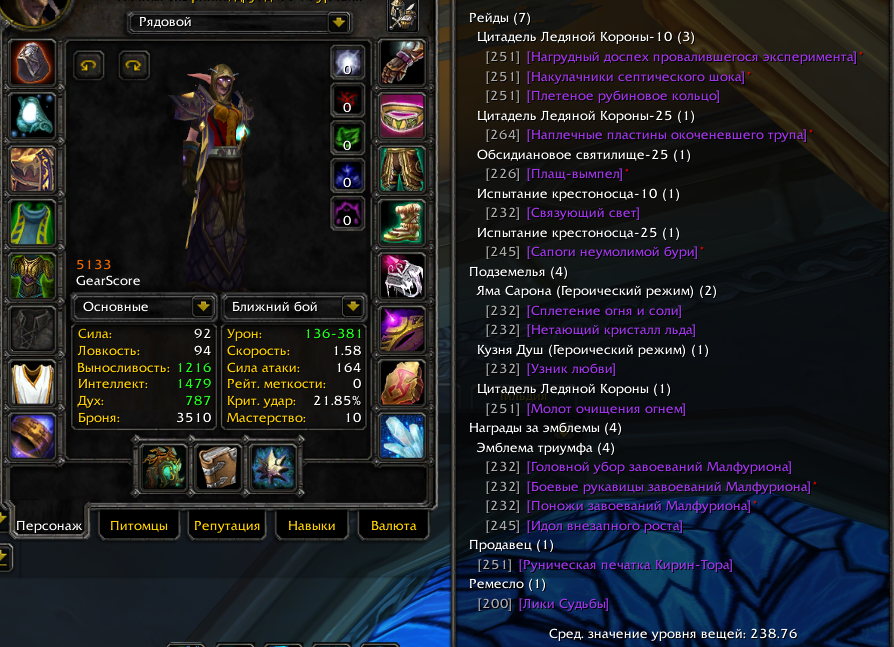 Рядовой
0
0
0
0
0
5133
GearScore
Основные
Ближний бой
Сила: 92
Ловкость: 94
Выносливость: 1216
Интеллект: 1479
Дух: 787
Броня: 3510
Урон: 136-381
Скорость: 1.58
Сила атаки: 164
Рейт. меткости: 0
Крит. удар: 21.85%
Мастерство: 10
Персонаж
Питомцы
Репутация
Навыки
Валюта
Рейды (7)
Цитадель Ледяной Короны-10 (3)
[251] [Нагрудный доспех провалившегося эксперимента]*
[251] [Накулачники септического шока]*
[251] [Плетеное рубиновое кольцо]
Цитадель Ледяной Короны-25 (1)
[264] [Наплечные пластины окоченевшего трупа]*
Обсидиановое святилище-25 (1)
[226] [Плащ-вымпел]*
Испытание крестоносца-10 (1)
[232] [Связующий свет]
Испытание крестоносца-25 (1)
[245] [Сапоги неумолимой бури]*
Подземелья (4)
Яма Сарона (Героический режим) (2)
[232] [Сплетение огня и соли]
[232] [Нетающий кристалл льда]
Кузня Душ (Героический режим) (1)
[232] [Узник любви]
Цитадель Ледяной Короны (1)
[251] [Молот очищения огнем]
Награды за эмблемы (4)
Эмблема триумфа (4)
[232] [Головной убор завоеваний Малфуриона]
[232] [Боевые рукавицы завоеваний Малфуриона]*
[232] [Поножи завоеваний Малфуриона]*
[245] [Идол внезапного роста]
Продавец (1)
[251] [Руническая печатка Кирин-Тора]
Ремесло (1)
[200] [Лики Судьбы]
Сред. значение уровня вещей: 238.76